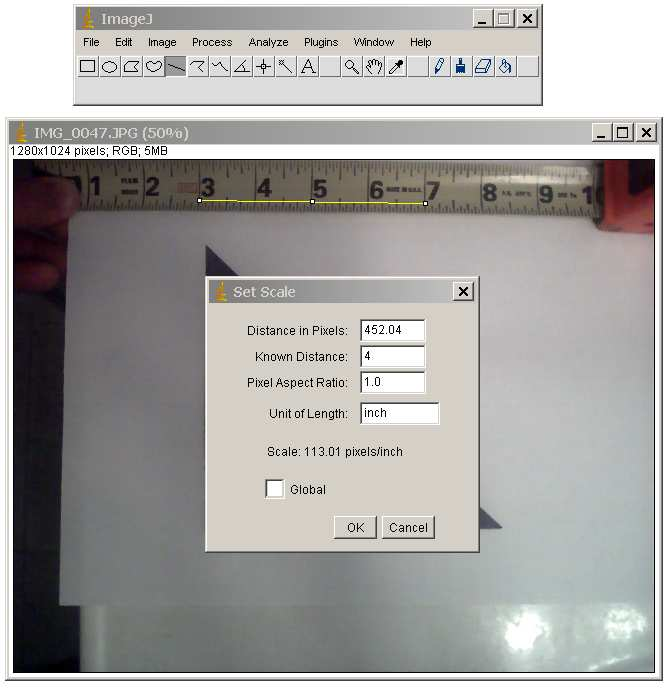 ImageJ
File Edit Image Process Analyze Plugins Window Help
A
IMG_0047.JPG (50%)
1280x1024 pixels; RGB; 5MB
1 2 3 4 5 6 7 8 9 1
Set Scale
Distance in Pixels: 452.04
Known Distance: 4
Pixel Aspect Ratio: 1.0
Unit of Length: inch
Scale: 113.01 pixels/inch
Global
OK Cancel